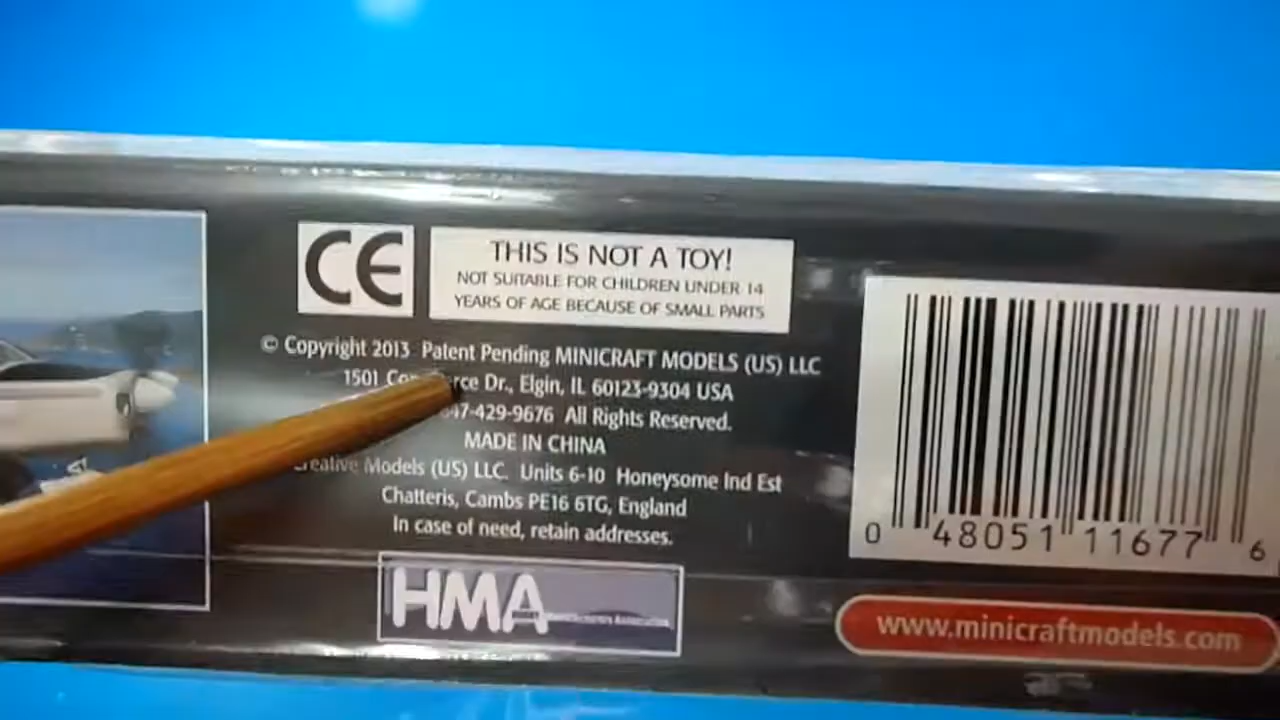 CE
THIS IS NOT A TOY!
NOT SUITABLE FOR CHILDREN UNDER 14
YEARS OF AGE BECAUSE OF SMALL PARTS
© Copyright 2013 Patent Pending MINICRAFT MODELS (US) LLC
1501 Dr., Elgin, IL 60123-9304 USA
47-429-9676 All Rights Reserved.
MADE IN CHINA
Models (US) LLC. Units 6-10 Honeysome Ind Est
Chatteris, Cambs PE16 6TG, England
In case of need, retain addresses.
HMA
Manufacturers Association
0 48051 11677 6
www.minicraftmodels.com